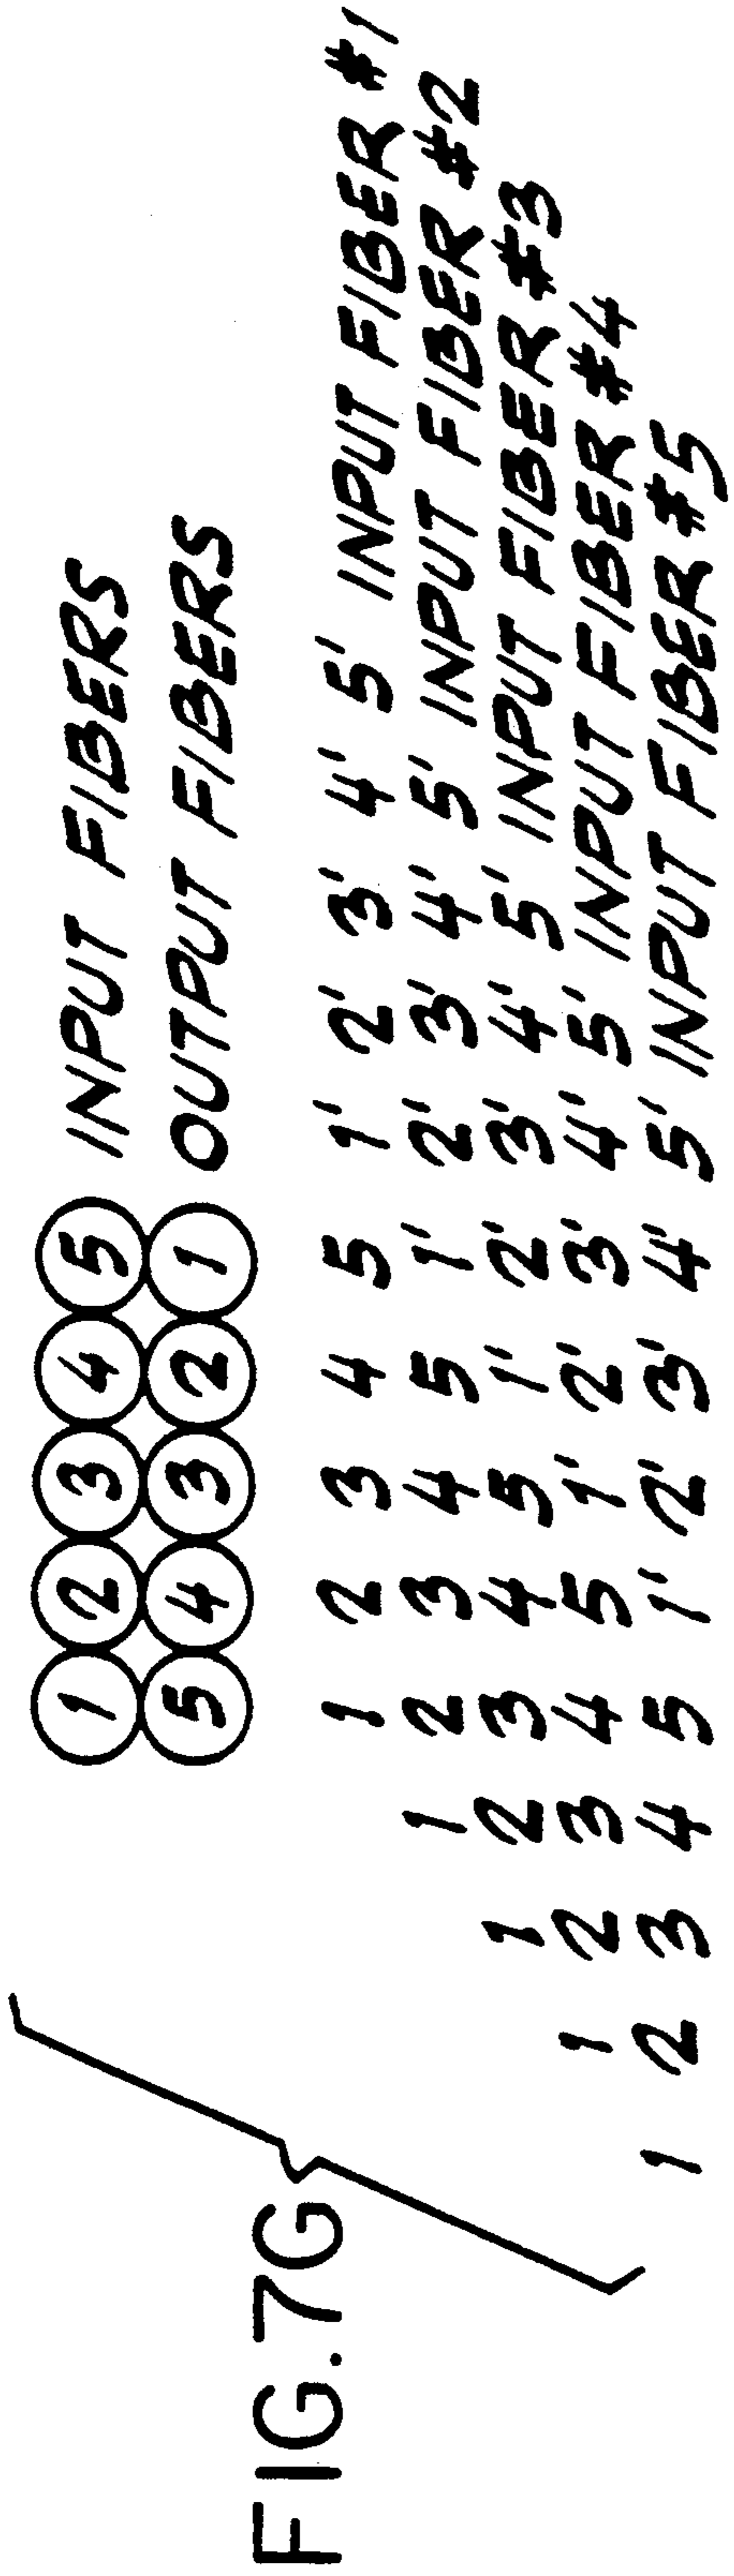 FIG.7G
1 2 3 4 5 INPUT FIBERS
5 4 3 2 1 OUTPUT FIBERS
1 2 3 4 5 1' 2' 3' 4' 5' INPUT FIBER #1
1 2 3 4 5 1' 2' 3' 4' 5' INPUT FIBER #2
1 2 3 4 5 1' 2' 3' 4' 5' INPUT FIBER #3
1 2 3 4 5 1' 2' 3' 4' 5' INPUT FIBER #4
1 2 3 4 5 1' 2' 3' 4' 5' INPUT FIBER #5